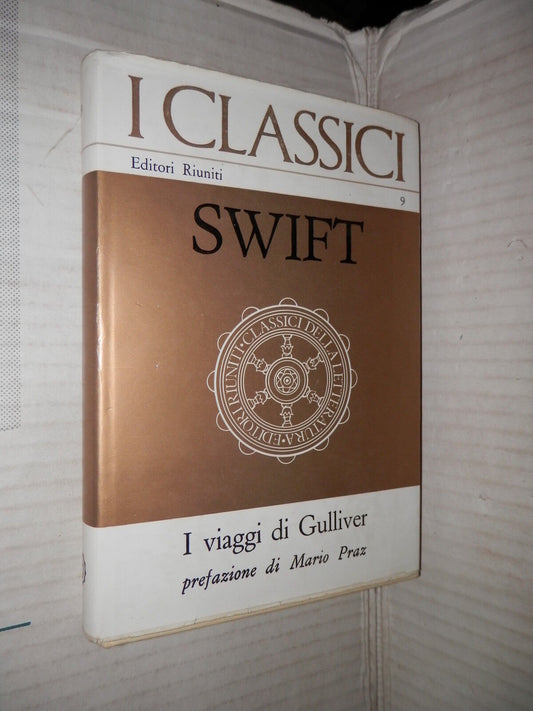 I CLASSICI
Editori Riuniti
9
SWIFT
CLASSICI DELLA LETTERATURA · EDITORI RIUNITI ·
I viaggi di Gulliver
prefazione di Mario Praz